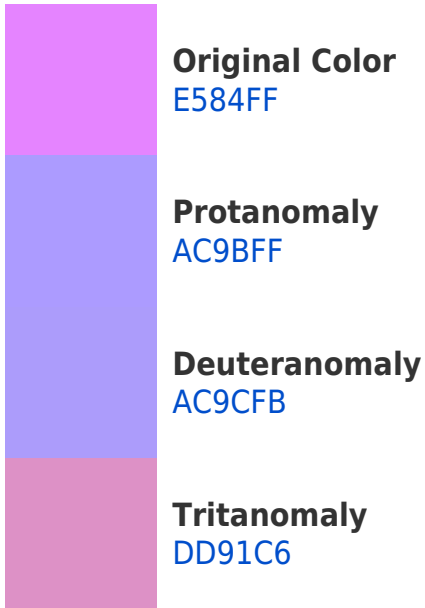 Original Color
E584FF
Protanomaly
AC9BFF
Deuteranomaly
AC9CFB
Tritanomaly
DD91C6